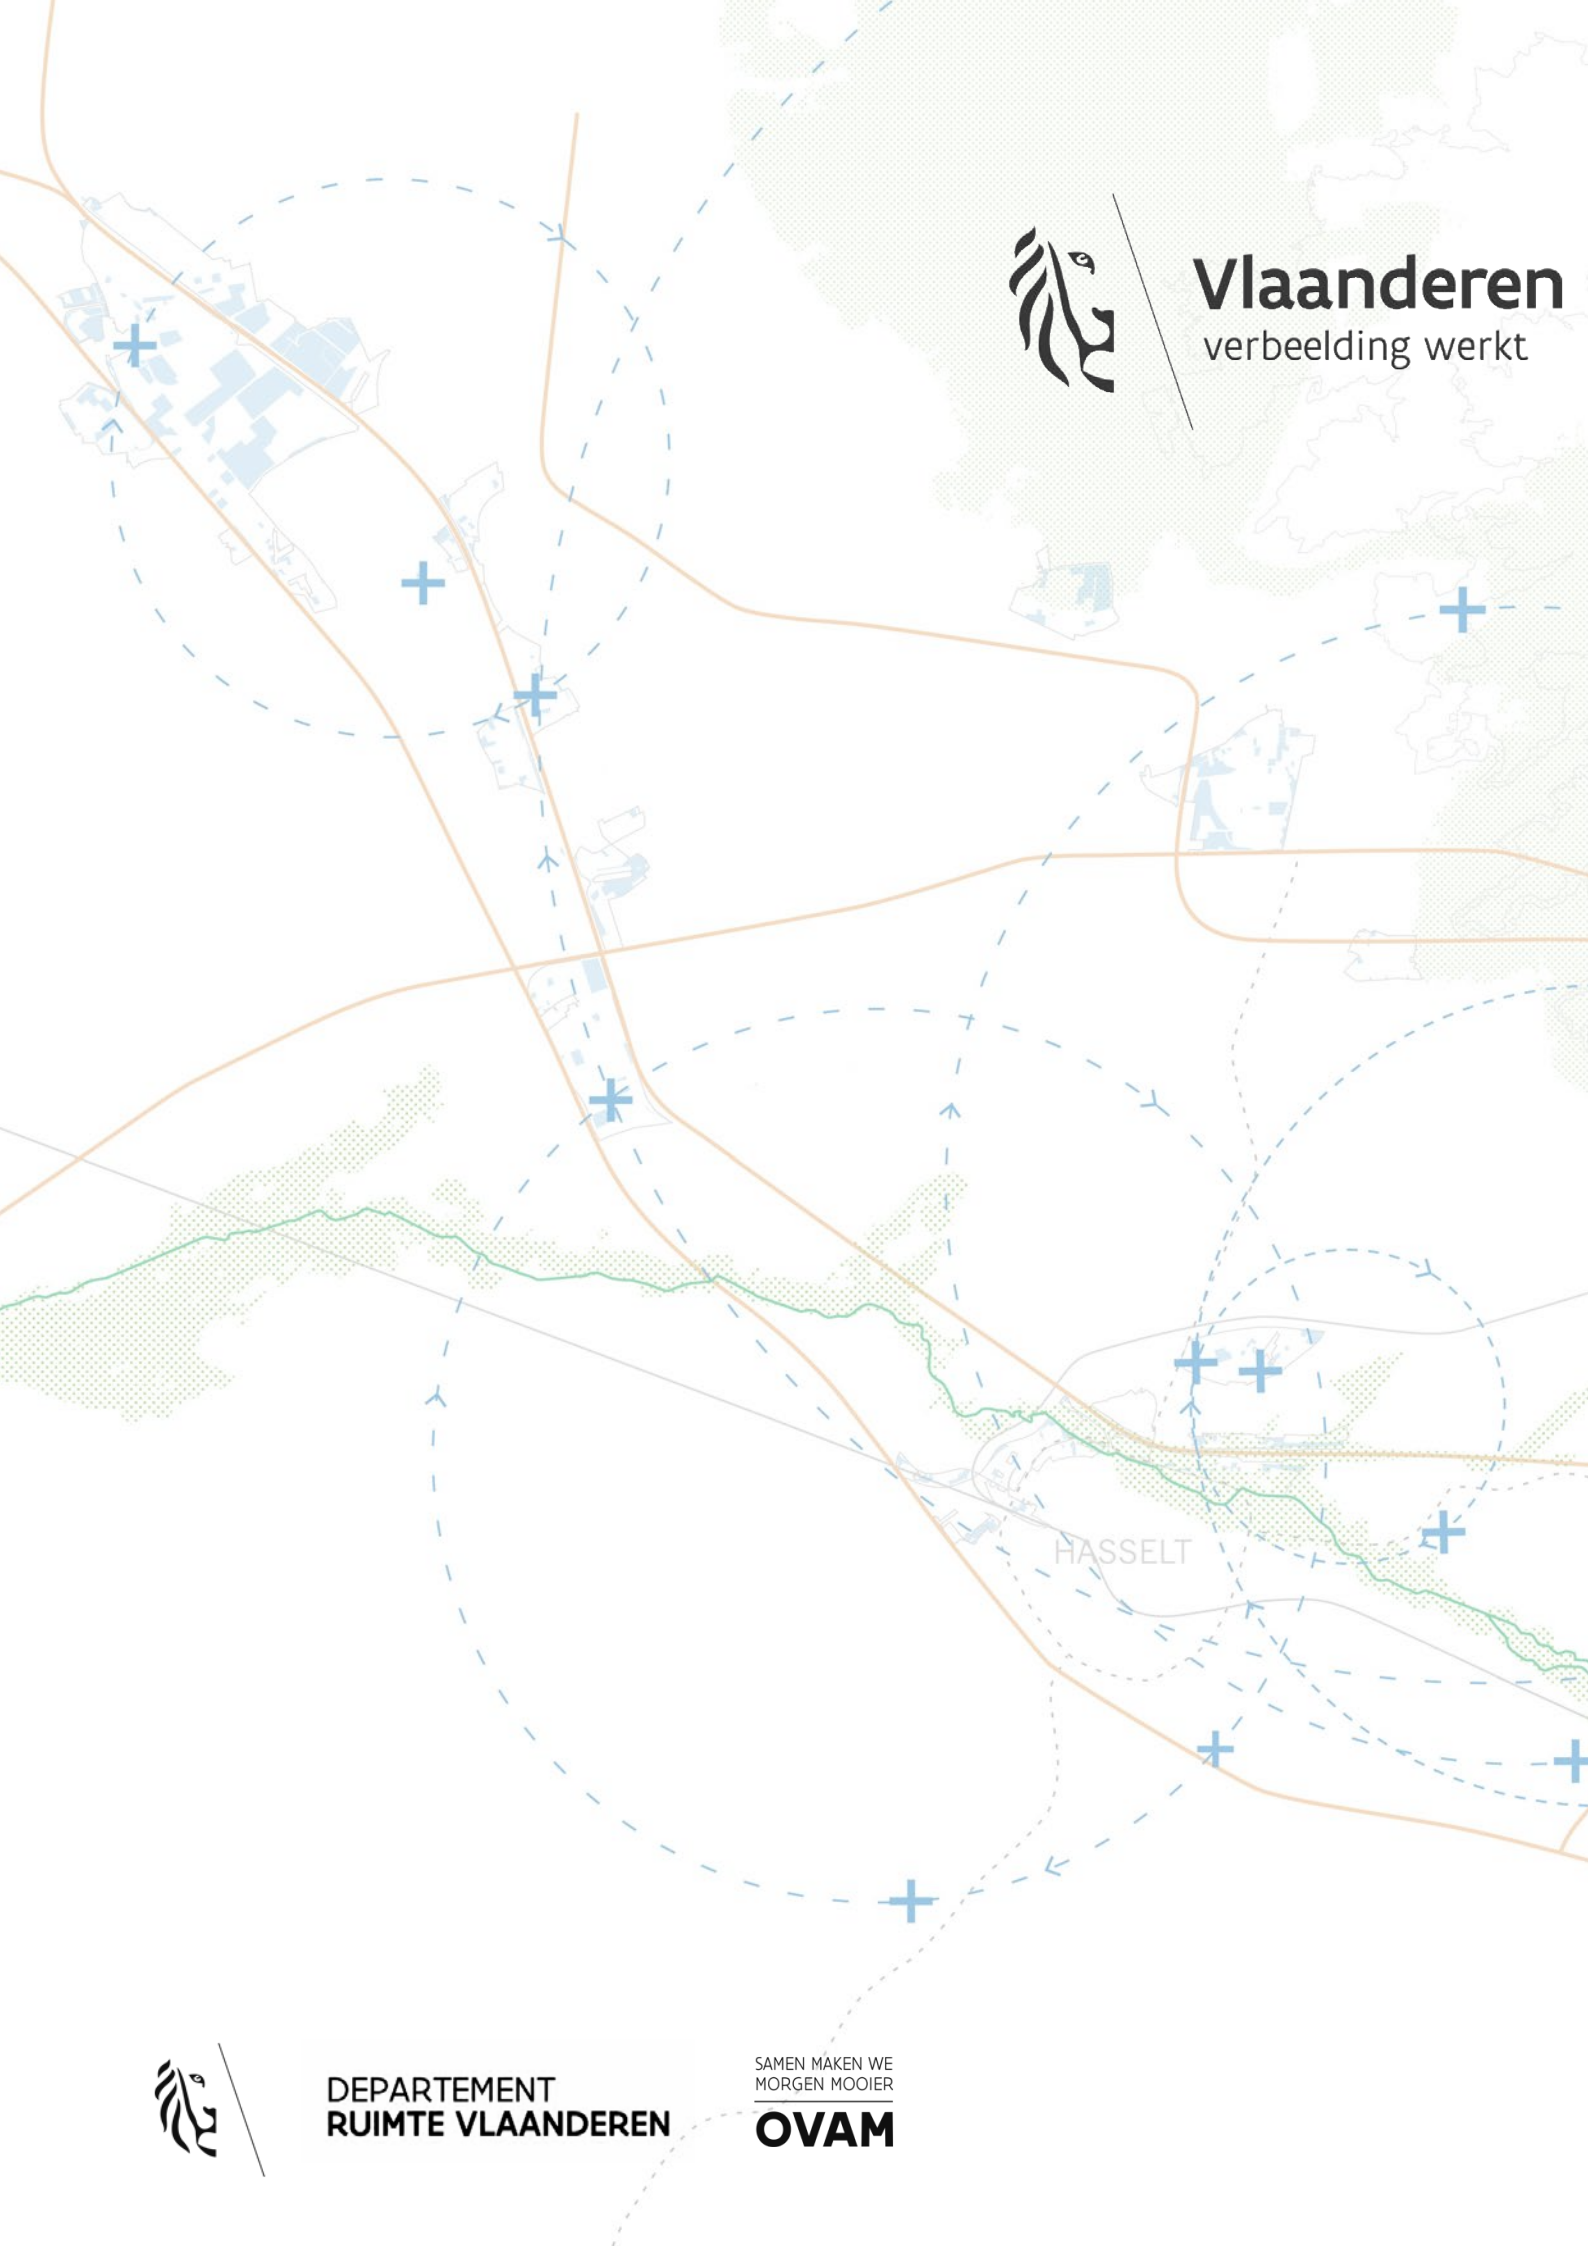 Vlaanderen
verbeelding werkt
HASSELT
DEPARTEMENT
RUIMTE VLAANDEREN
SAMEN MAKEN WE
MORGEN MOOIER
OVAM